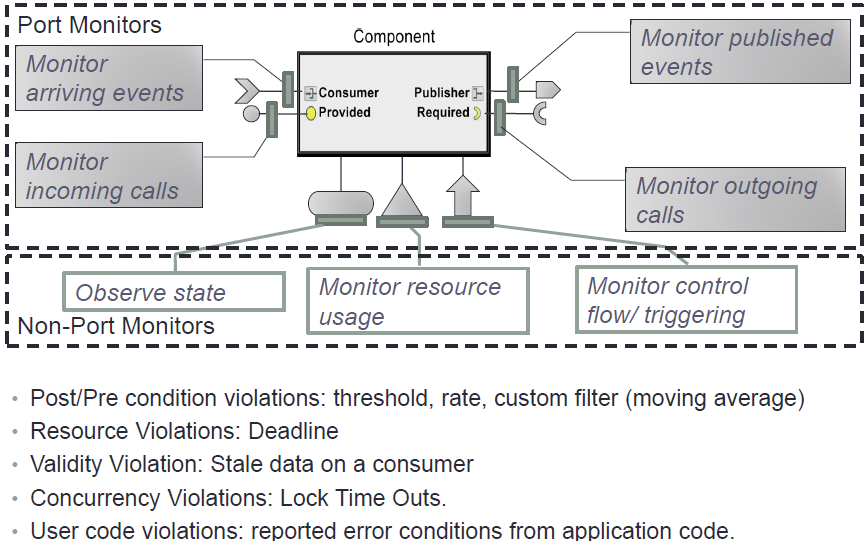 Port Monitors
Component
Monitor
arriving events
Monitor published
events
Consumer
Publisher
Provided
Required
Monitor
incoming calls
Monitor outgoing
calls
Observe state
Monitor resource
usage
Monitor control
flow/ triggering
Non-Port Monitors
• Post/Pre condition violations: threshold, rate, custom filter (moving average)
• Resource Violations: Deadline
• Validity Violation: Stale data on a consumer
• Concurrency Violations: Lock Time Outs.
• User code violations: reported error conditions from application code.